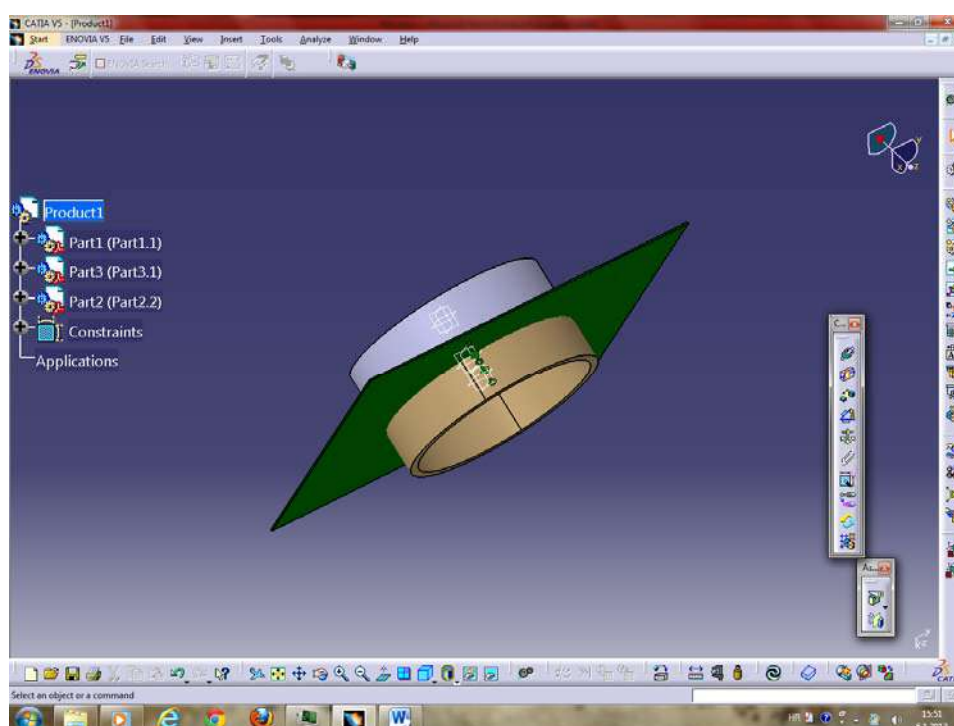 CATIA V5 - [Product1]
Start ENOVIA V5 File Edit View Insert Tools Analyze Window Help
ENOVIA
Product1
Part1 (Part1.1)
Part3 (Part3.1)
Part2 (Part2.2)
Constraints
Applications
C...
Select an object or a command
HR 15:51